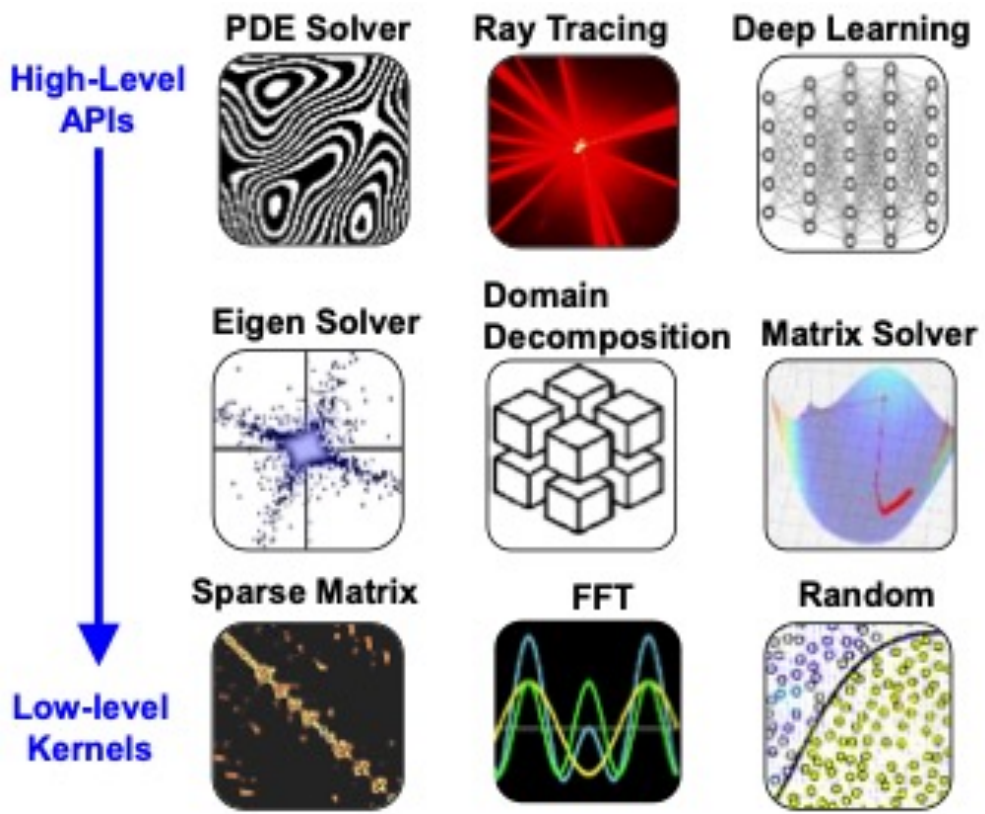 PDE Solver
Ray Tracing
Deep Learning
High-Level
APIs
Eigen Solver
Domain
Decomposition
Matrix Solver
Sparse Matrix
FFT
Random
Low-level
Kernels